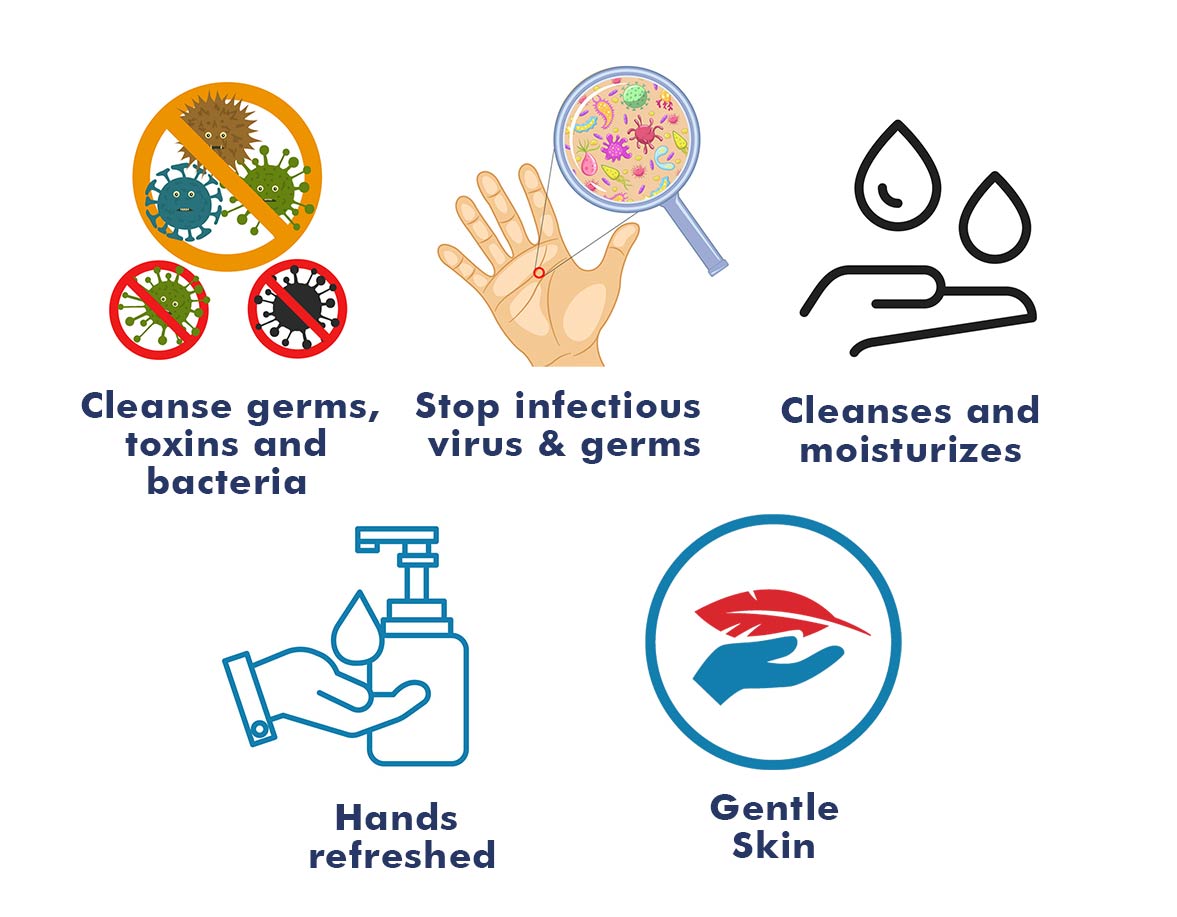 Cleanse germs,
toxins and
bacteria
Stop infectious
virus & germs
Cleanses and
moisturizes
Hands
refreshed
Gentle
Skin